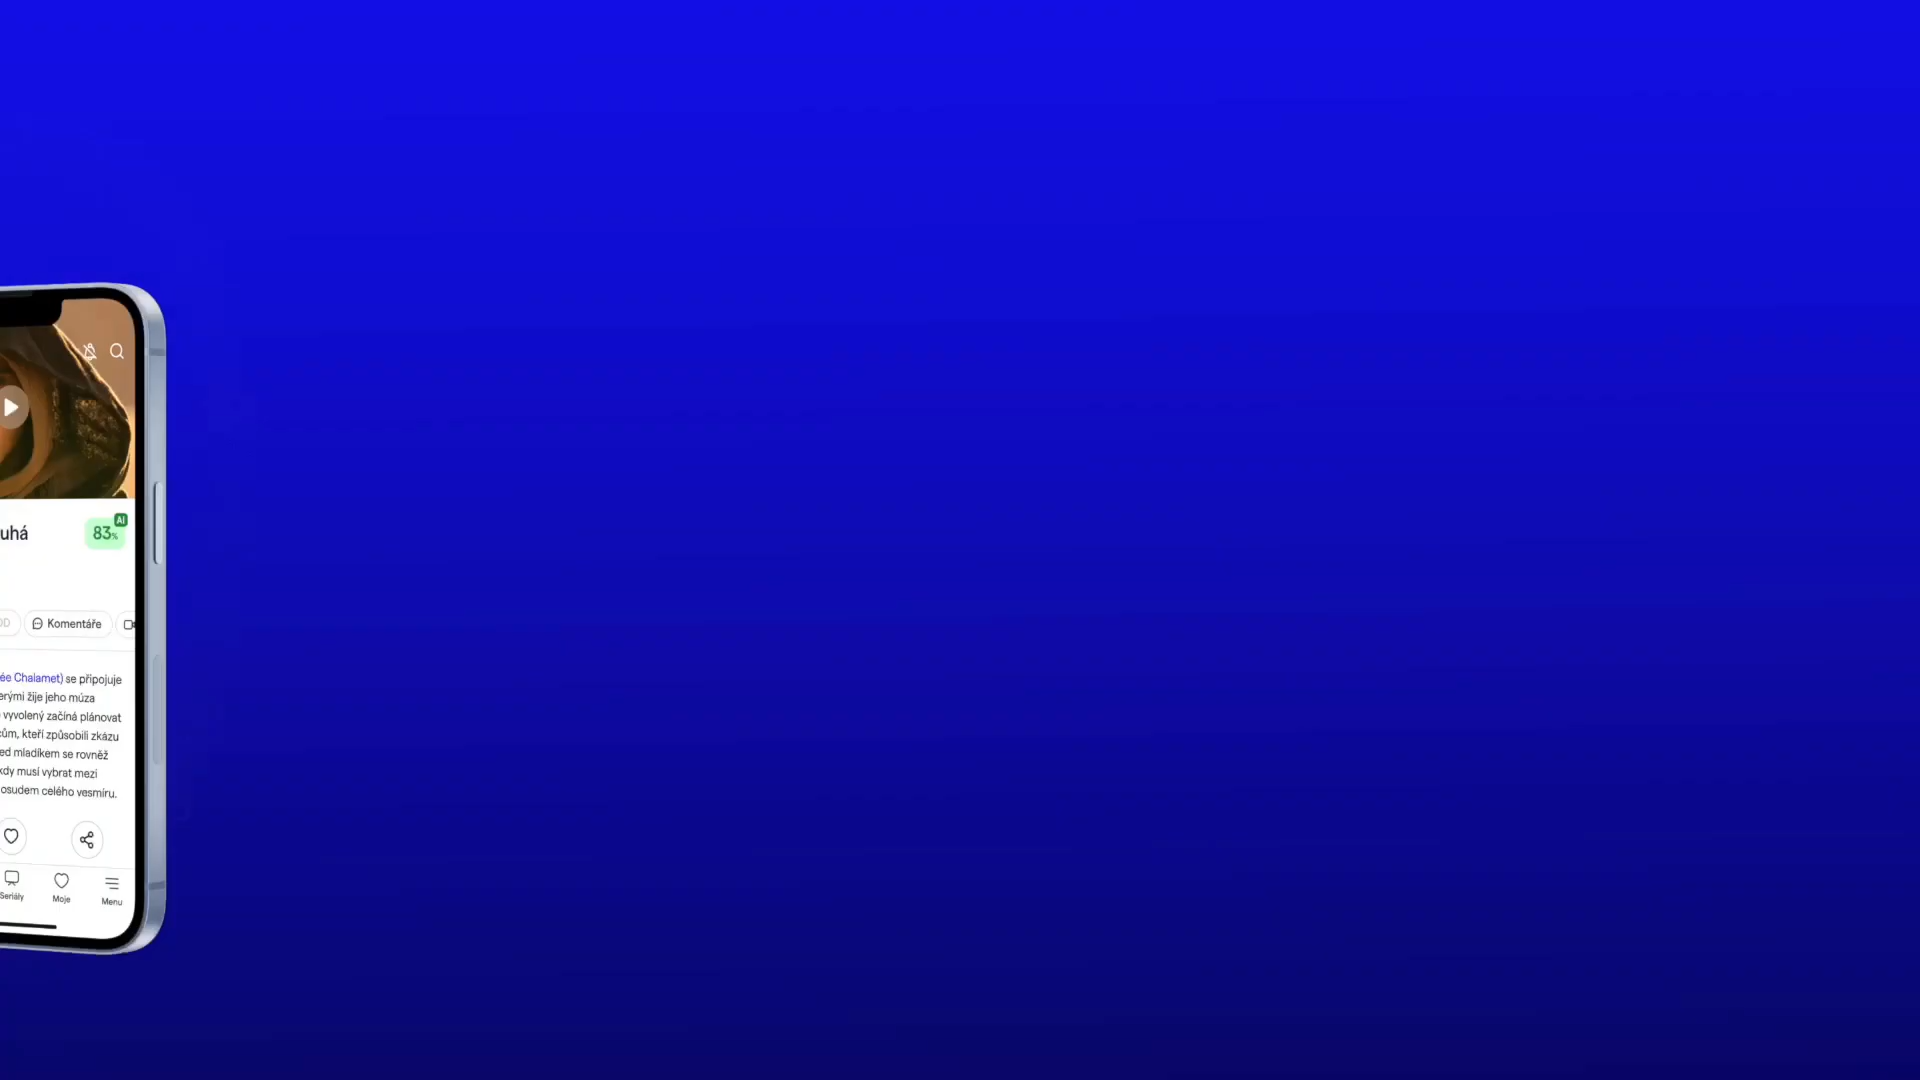 uhá
83%
AI
Komentáře
ée Chalamet) se připojuje
erými žije jeho múza
vyvolený začíná plánovat
cům, kteří způsobili zkázu
ed mladíkem se rovněž
kdy musí vybrat mezi
osudem celého vesmíru.
Seriály
Moje
Menu